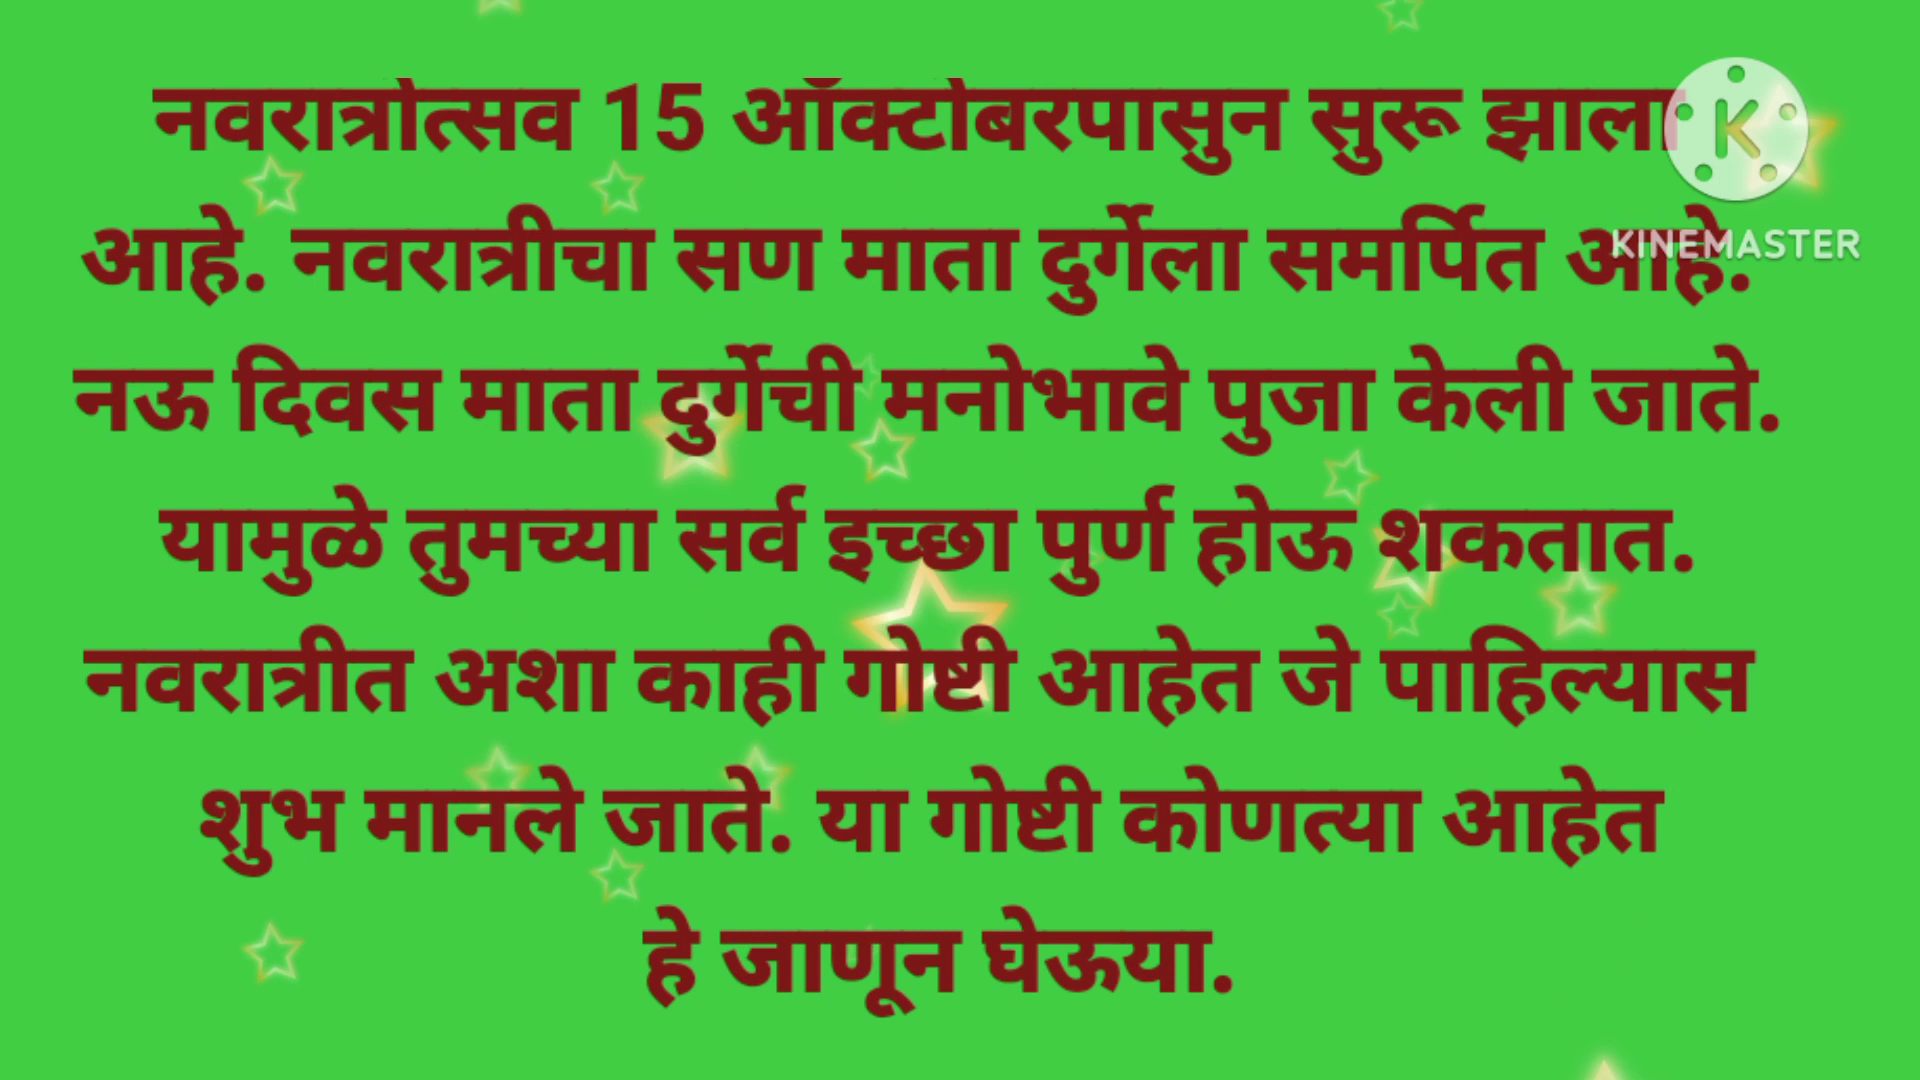 नवरात्रोत्सव 15 ऑक्टोबरपासुन सुरू झाला
आहे. नवरात्रीचा सण माता दुर्गेला समर्पित आहे.
नऊ दिवस माता दुर्गेची मनोभावे पुजा केली जाते.
यामुळे तुमच्या सर्व इच्छा पुर्ण होऊ शकतात.
नवरात्रीत अशा काही गोष्टी आहेत जे पाहिल्यास
शुभ मानले जाते. या गोष्टी कोणत्या आहेत
हे जाणून घेऊया.
K
KINEMASTER